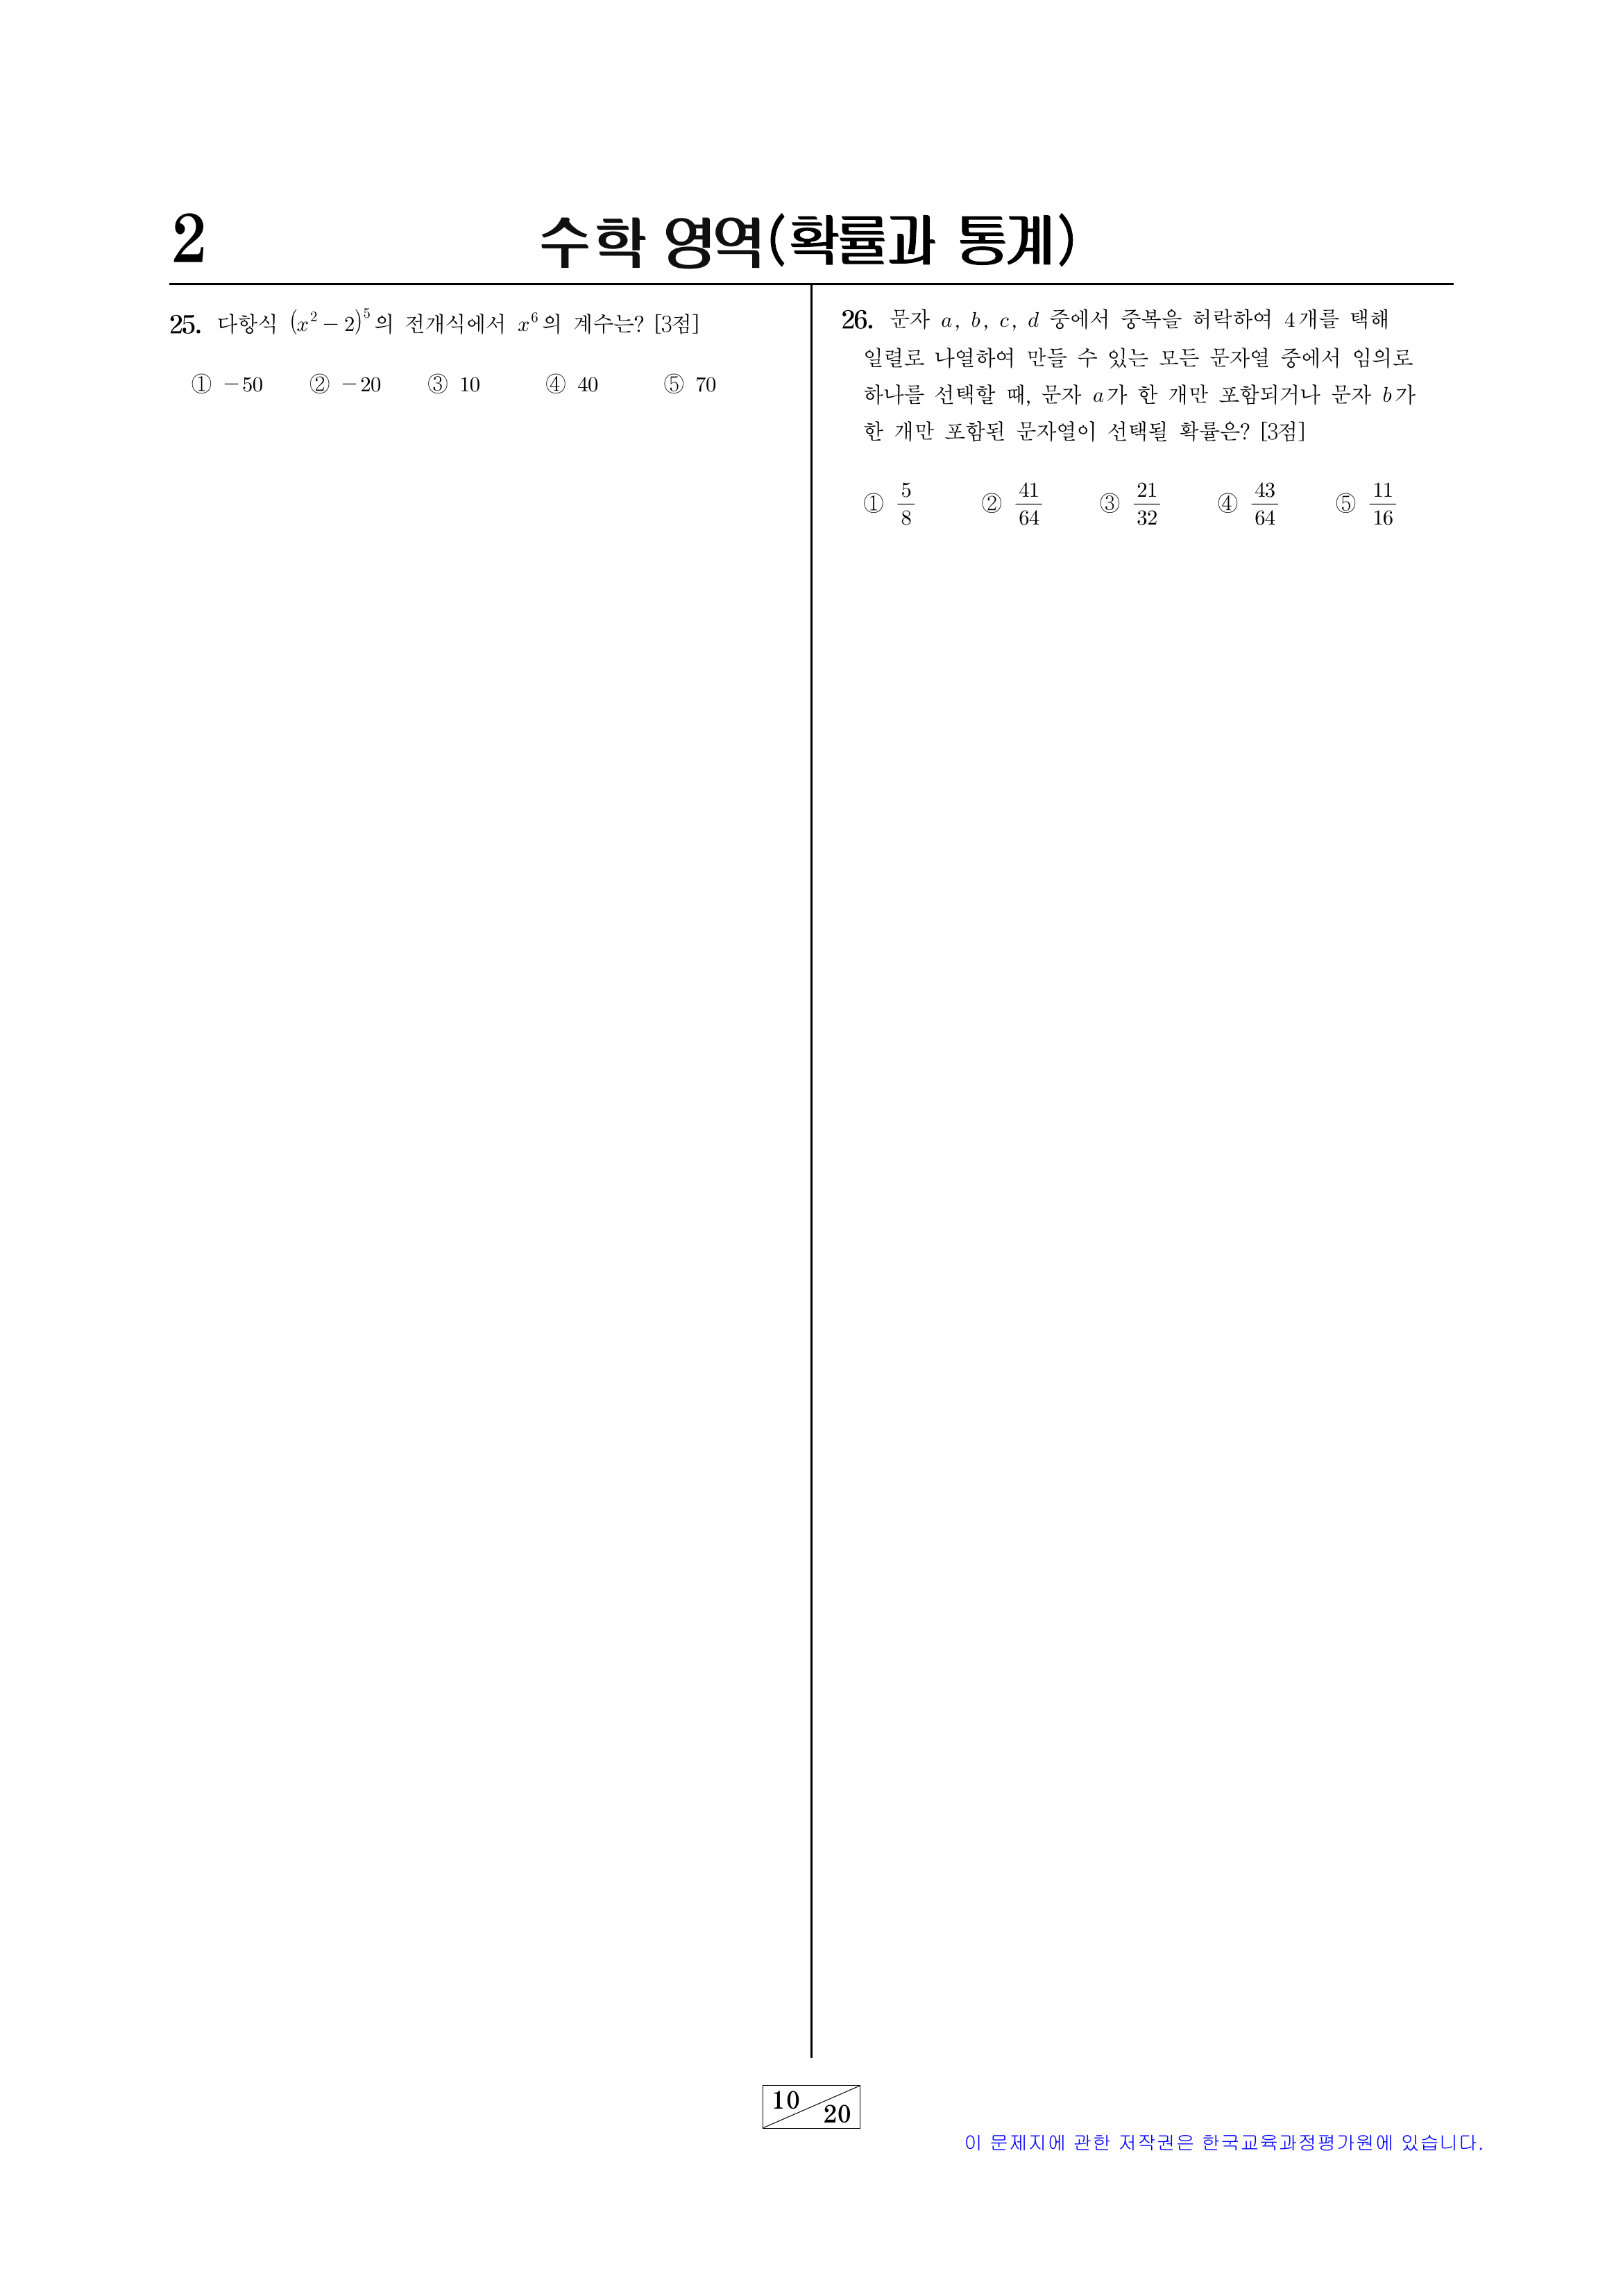 2
수학 영역(확률과 통계)
25. 다항식 (x² − 2)⁵의 전개식에서 x⁶의 계수는? [3점]
① −50 ② −20 ③ 10 ④ 40 ⑤ 70
26. 문자 a, b, c, d 중에서 중복을 허락하여 4개를 택해
일렬로 나열하여 만들 수 있는 모든 문자열 중에서 임의로
하나를 선택할 때, 문자 a가 한 개만 포함되거나 문자 b가
한 개만 포함된 문자열이 선택될 확률은? [3점]
① 5/8 ② 41/64 ③ 21/32 ④ 43/64 ⑤ 11/16
10
20
이 문제지에 관한 저작권은 한국교육과정평가원에 있습니다.